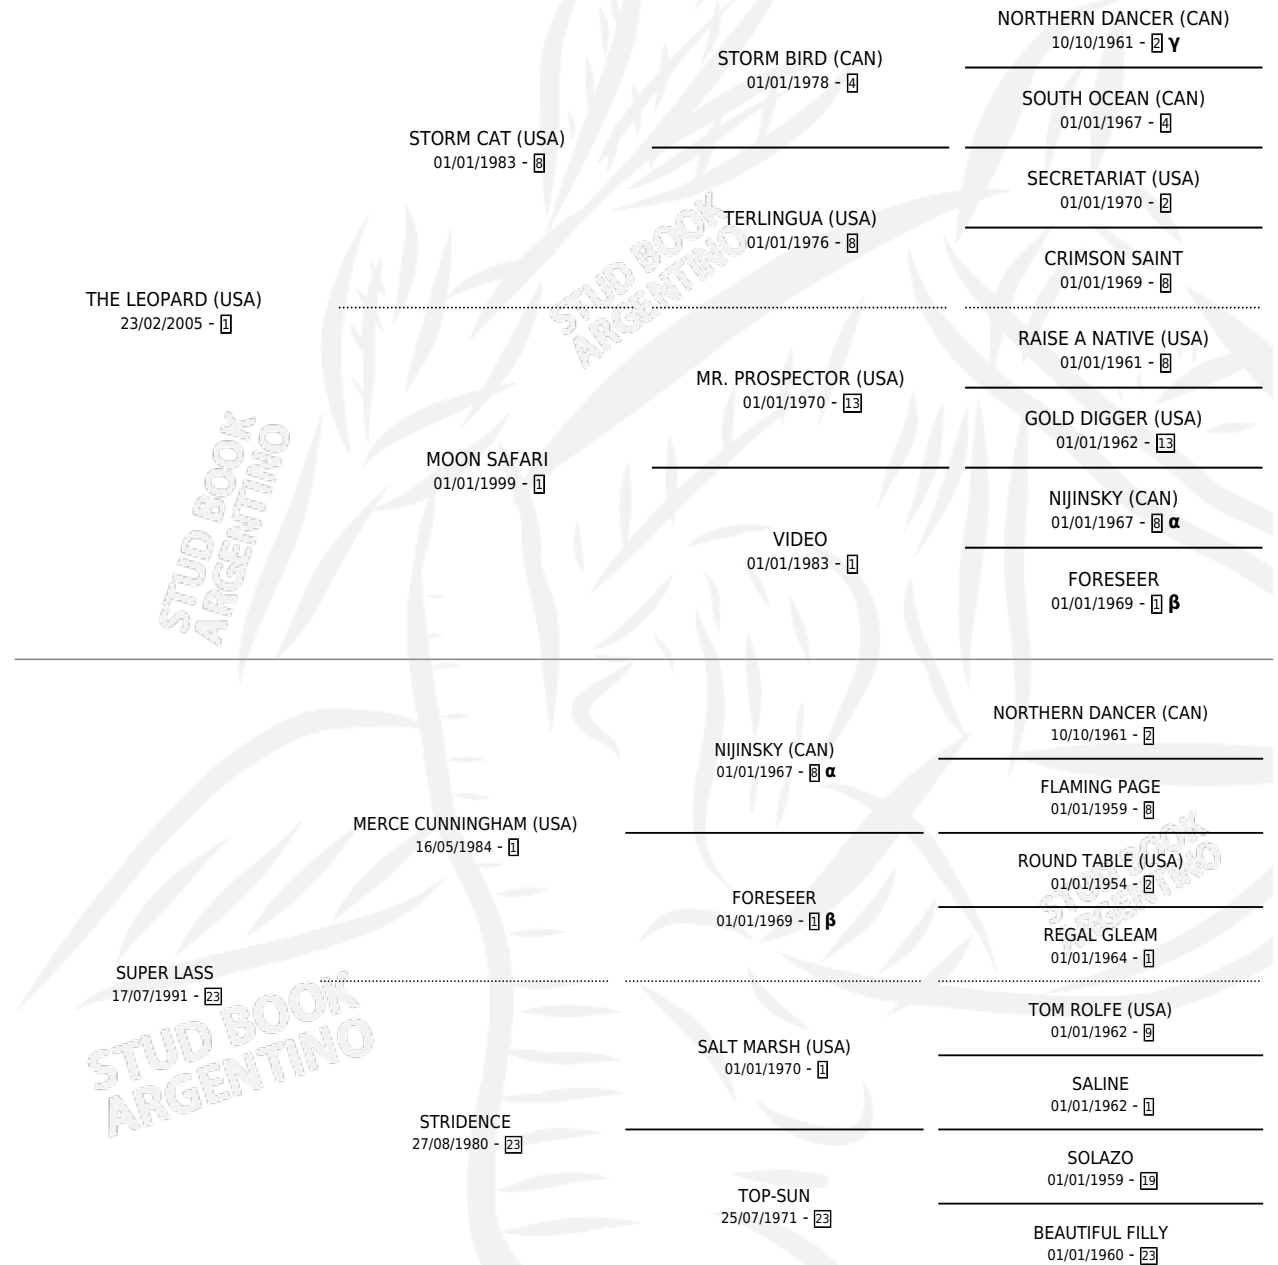 NORTHERN DANCER (CAN)
10/10/1961 - 2 γ
STORM BIRD (CAN)
01/01/1978 - 4
SOUTH OCEAN (CAN)
01/01/1967 - 4
STORM CAT (USA)
01/01/1983 - 8
SECRETARIAT (USA)
01/01/1970 - 2
TERLINGUA (USA)
01/01/1976 - 8
CRIMSON SAINT
01/01/1969 - 8
THE LEOPARD (USA)
23/02/2005 - 1
RAISE A NATIVE (USA)
01/01/1961 - 8
MR. PROSPECTOR (USA)
01/01/1970 - 13
GOLD DIGGER (USA)
01/01/1962 - 13
MOON SAFARI
01/01/1999 - 1
NIJINSKY (CAN)
01/01/1967 - 8 α
VIDEO
01/01/1983 - 1
FORESEER
01/01/1969 - 1 β
NORTHERN DANCER (CAN)
10/10/1961 - 2
NIJINSKY (CAN)
01/01/1967 - 8 α
FLAMING PAGE
01/01/1959 - 8
MERCE CUNNINGHAM (USA)
16/05/1984 - 1
ROUND TABLE (USA)
01/01/1954 - 2
FORESEER
01/01/1969 - 1 β
REGAL GLEAM
01/01/1964 - 1
SUPER LASS
17/07/1991 - 23
TOM ROLFE (USA)
01/01/1962 - 9
SALT MARSH (USA)
01/01/1970 - 1
SALINE
01/01/1962 - 1
STRIDENCE
27/08/1980 - 23
SOLAZO
01/01/1959 - 19
TOP-SUN
25/07/1971 - 23
BEAUTIFUL FILLY
01/01/1960 - 23
STUD BOOK
ARGENTINO
STUD BOOK
ARGENTINO
STUD BOOK
ARGENTINO
STUD BOOK
ARGENTINO